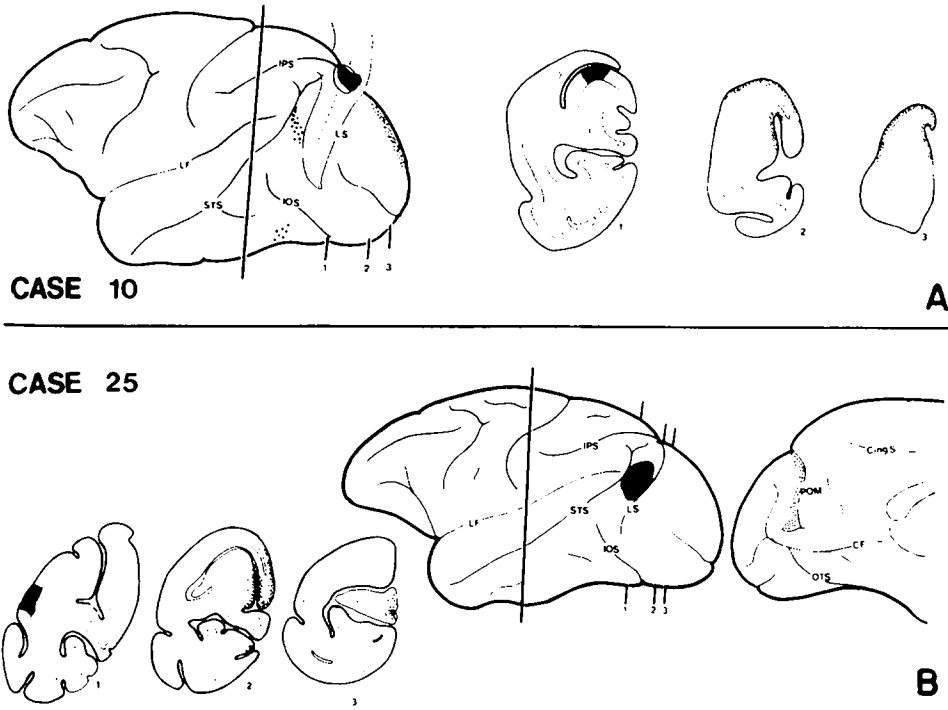 IPS
LS
LF
STS
IOS
1 2 3
1
2
3
CASE 10
A
CASE 25
IPS
CingS
POM
LF
STS
LS
IOS
CF
OTS
1 2 3
1
2
3
B